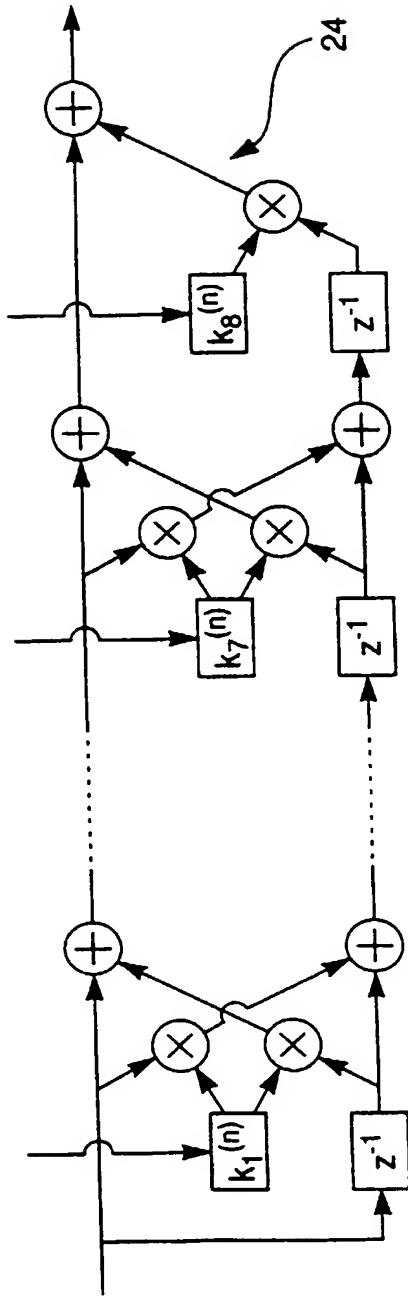 24
+
+
+
×
×
×
×
×
k₁⁽ⁿ⁾
k₇⁽ⁿ⁾
k₈⁽ⁿ⁾
+
+
z⁻¹
z⁻¹
z⁻¹